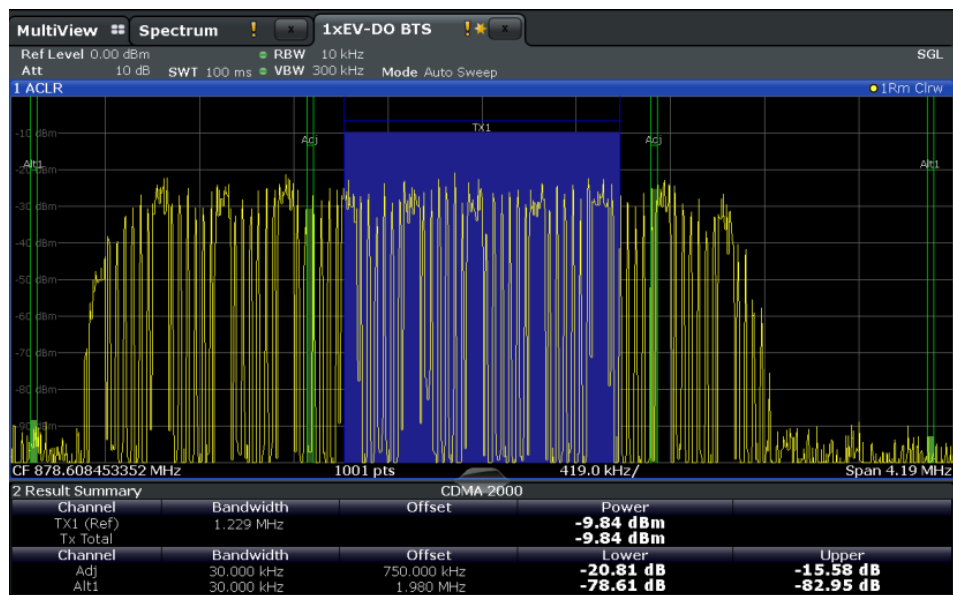 MultiView Spectrum ! x 1xEV-DO BTS ! x
Ref Level 0.00 dBm RBW 10 kHz SGL
Att 10 dB SWT 100 ms VBW 300 kHz Mode Auto Sweep
1 ACLR 1Rm Clrw
TX1
-10 dBm
Adj Adj
Alt1 Alt1
-20 dBm
-30 dBm
-40 dBm
-50 dBm
-60 dBm
-70 dBm
-80 dBm
-90 dBm
CF 878.608453352 MHz 1001 pts 419.0 kHz/ Span 4.19 MHz
2 Result Summary CDMA 2000
Channel Bandwidth Offset Power
TX1 (Ref) 1.229 MHz -9.84 dBm
Tx Total -9.84 dBm
Channel Bandwidth Offset Lower Upper
Adj 30.000 kHz 750.000 kHz -20.81 dB -15.58 dB
Alt1 30.000 kHz 1.980 MHz -78.61 dB -82.95 dB